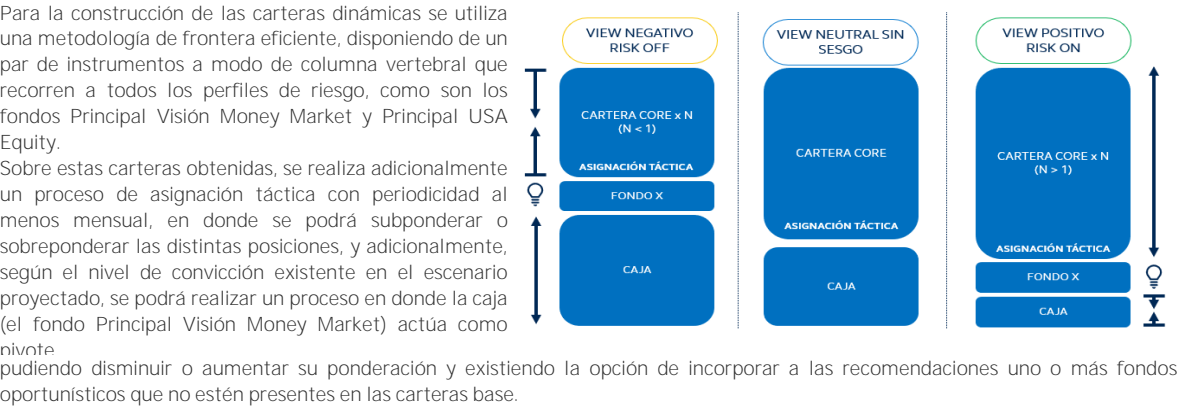 Para la construcción de las carteras dinámicas se utiliza
una metodología de frontera eficiente, disponiendo de un
par de instrumentos a modo de columna vertebral que
recorren a todos los perfiles de riesgo, como son los
fondos Principal Visión Money Market y Principal USA
Equity.
Sobre estas carteras obtenidas, se realiza adicionalmente
un proceso de asignación táctica con periodicidad al
menos mensual, en donde se podrá subponderar o
sobreponderar las distintas posiciones, y adicionalmente,
según el nivel de convicción existente en el escenario
proyectado, se podrá realizar un proceso en donde la caja
(el fondo Principal Visión Money Market) actúa como
pivote
pudiendo disminuir o aumentar su ponderación y existiendo la opción de incorporar a las recomendaciones uno o más fondos
oportunísticos que no estén presentes en las carteras base.
VIEW NEGATIVO
RISK OFF
CARTERA CORE x N
(N < 1)
ASIGNACIÓN TÁCTICA
FONDO X
CAJA
VIEW NEUTRAL SIN
SESGO
CARTERA CORE
ASIGNACIÓN TÁCTICA
CAJA
VIEW POSITIVO
RISK ON
CARTERA CORE x N
(N > 1)
ASIGNACIÓN TÁCTICA
FONDO X
CAJA